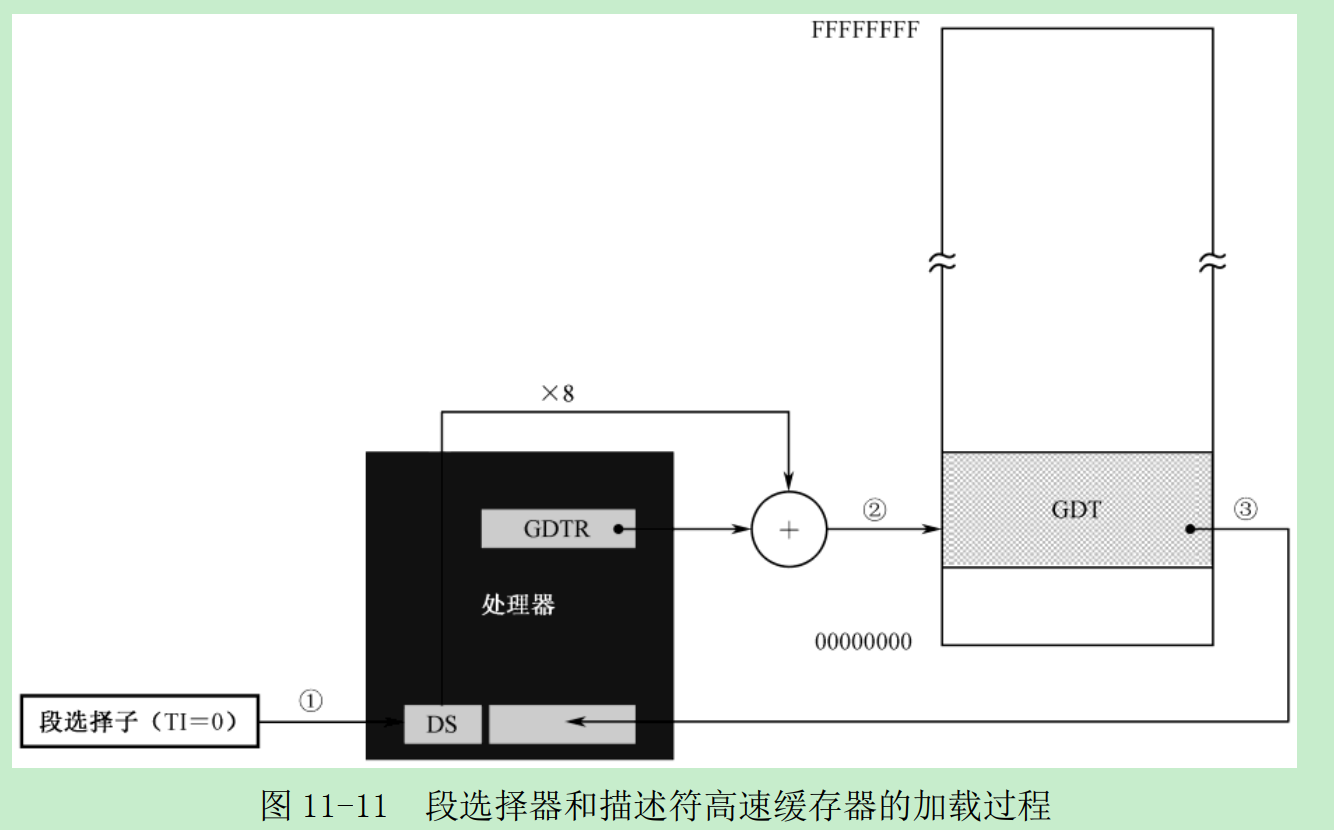 FFFFFFFF
×8
GDTR
+
②
GDT
③
处理器
00000000
段选择子（TI＝0）
①
DS
图 11-11 段选择器和描述符高速缓存器的加载过程